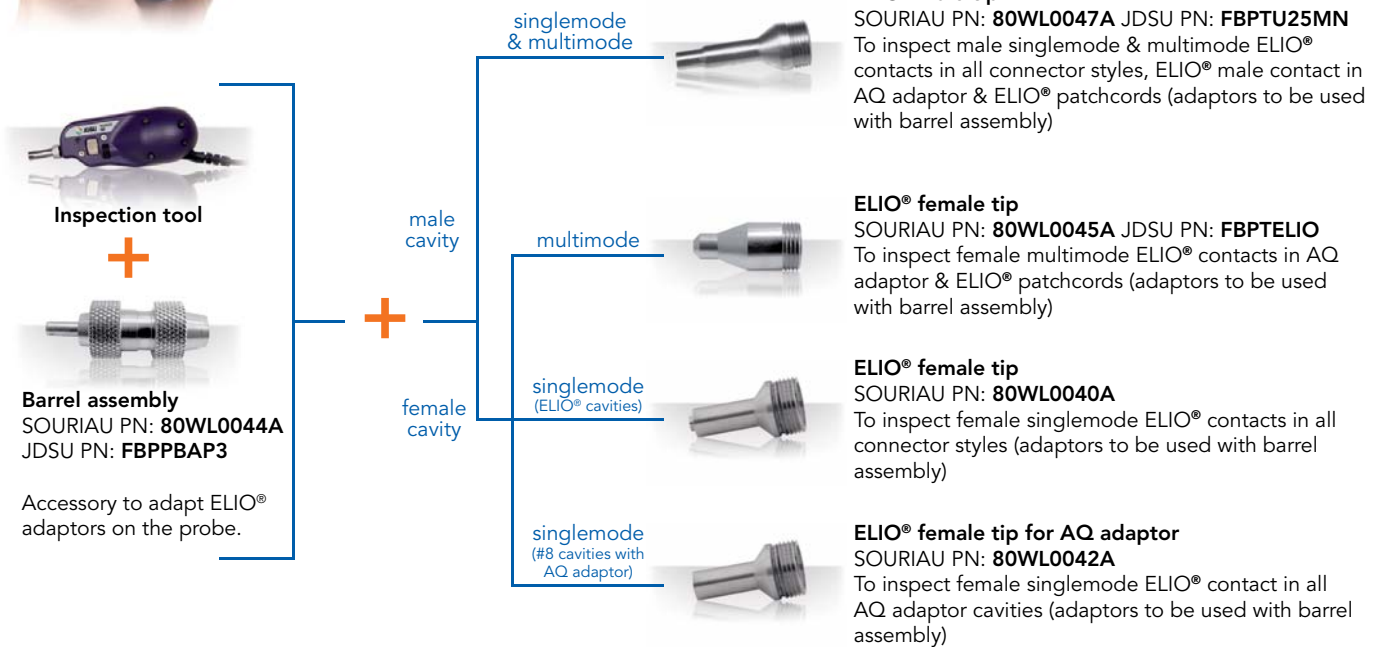 Inspection tool
+
Barrel assembly
SOURIAU PN: 80WL0044A
JDSU PN: FBPPBAP3
Accessory to adapt ELIO®
adaptors on the probe.
+
male
cavity
female
cavity
singlemode
& multimode
multimode
singlemode
(ELIO® cavities)
singlemode
(#8 cavities with
AQ adaptor)
SOURIAU PN: 80WL0047A JDSU PN: FBPTU25MN
To inspect male singlemode & multimode ELIO®
contacts in all connector styles, ELIO® male contact in
AQ adaptor & ELIO® patchcords (adaptors to be used
with barrel assembly)
ELIO® female tip
SOURIAU PN: 80WL0045A JDSU PN: FBPTELIO
To inspect female multimode ELIO® contacts in AQ
adaptor & ELIO® patchcords (adaptors to be used
with barrel assembly)
ELIO® female tip
SOURIAU PN: 80WL0040A
To inspect female singlemode ELIO® contacts in all
connector styles (adaptors to be used with barrel
assembly)
ELIO® female tip for AQ adaptor
SOURIAU PN: 80WL0042A
To inspect female singlemode ELIO® contact in all
AQ adaptor cavities (adaptors to be used with barrel
assembly)